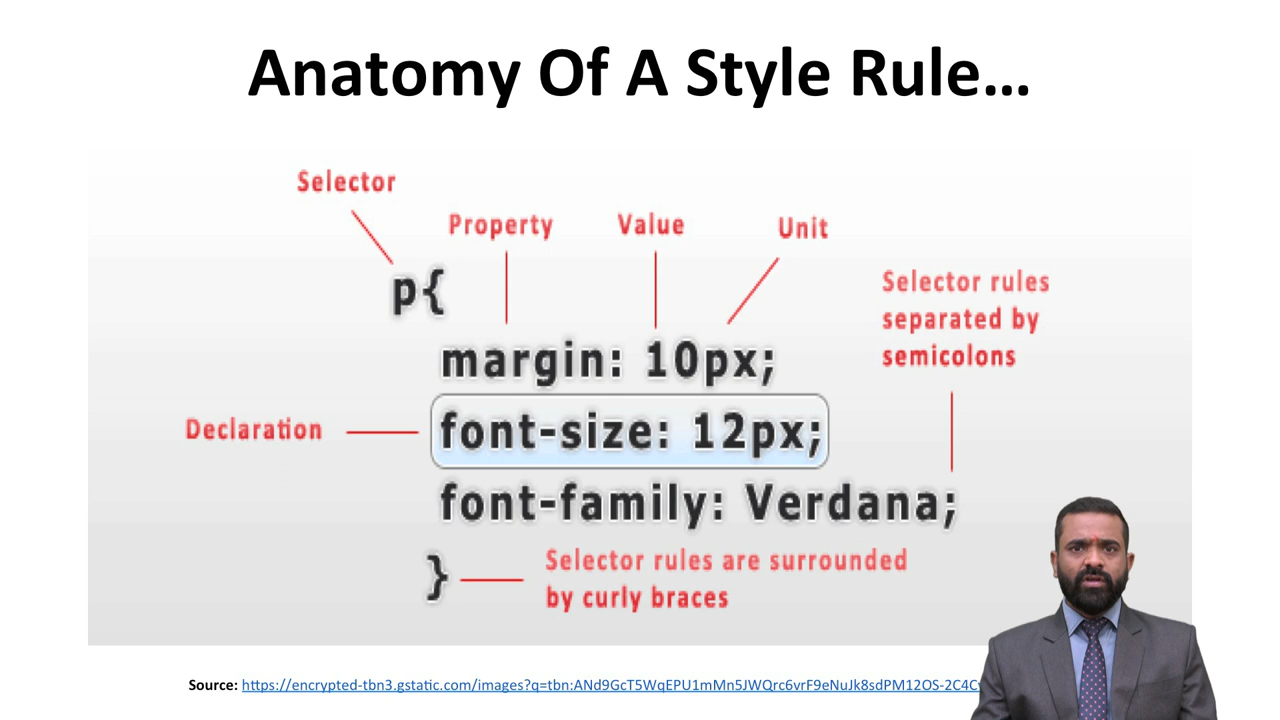 Anatomy Of A Style Rule...
Selector
Property Value Unit
p{
Selector rules
separated by
semicolons
margin: 10px;
Declaration
font-size: 12px;
font-family: Verdana;
}
Selector rules are surrounded
by curly braces
Source: https://encrypted-tbn3.gstatic.com/images?q=tbn:ANd9GcT5WqEPU1mMn5JWQrc6vrF9eNuJk8sdPM12OS-2C4C